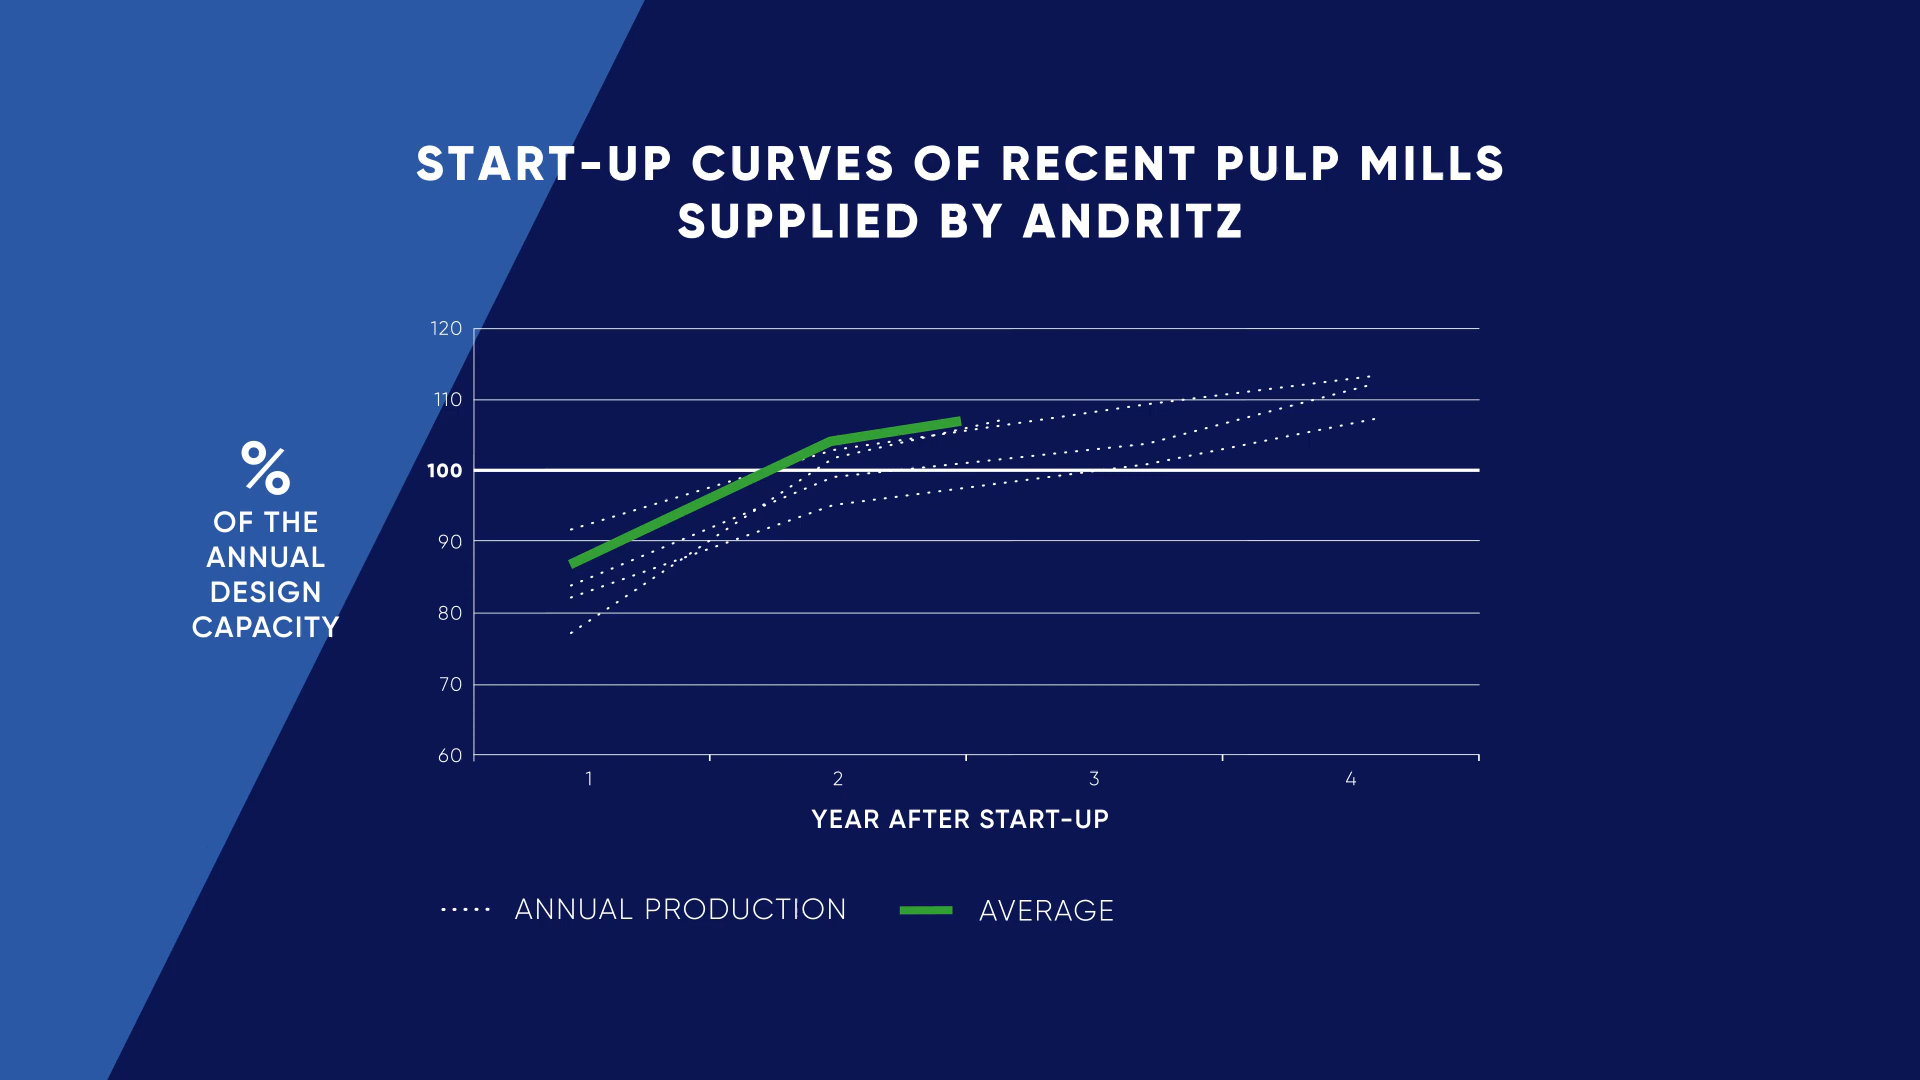 START-UP CURVES OF RECENT PULP MILLS
SUPPLIED BY ANDRITZ
%
OF THE
ANNUAL
DESIGN
CAPACITY
120
110
100
90
80
70
60
1 2 3 4
YEAR AFTER START-UP
ANNUAL PRODUCTION AVERAGE